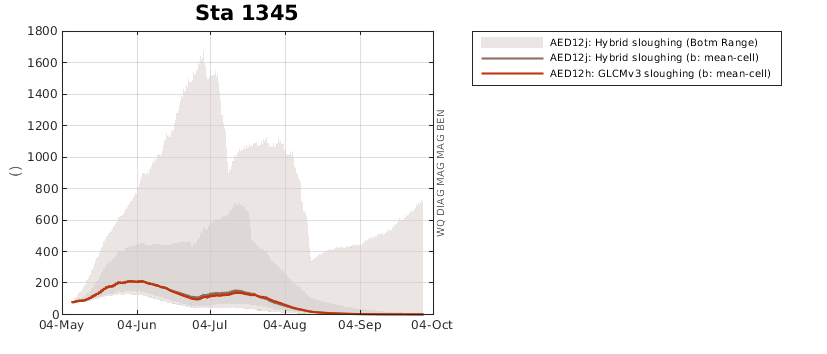 Sta 1345
1800
1600
1400
1200
1000
800
600
400
200
0
()
04-May
04-Jun
04-Jul
04-Aug
04-Sep
04-Oct
WQ DIAG MAG MAG BEN
AED12j: Hybrid sloughing (Botm Range)
AED12j: Hybrid sloughing (b: mean-cell)
AED12h: GLCMv3 sloughing (b: mean-cell)